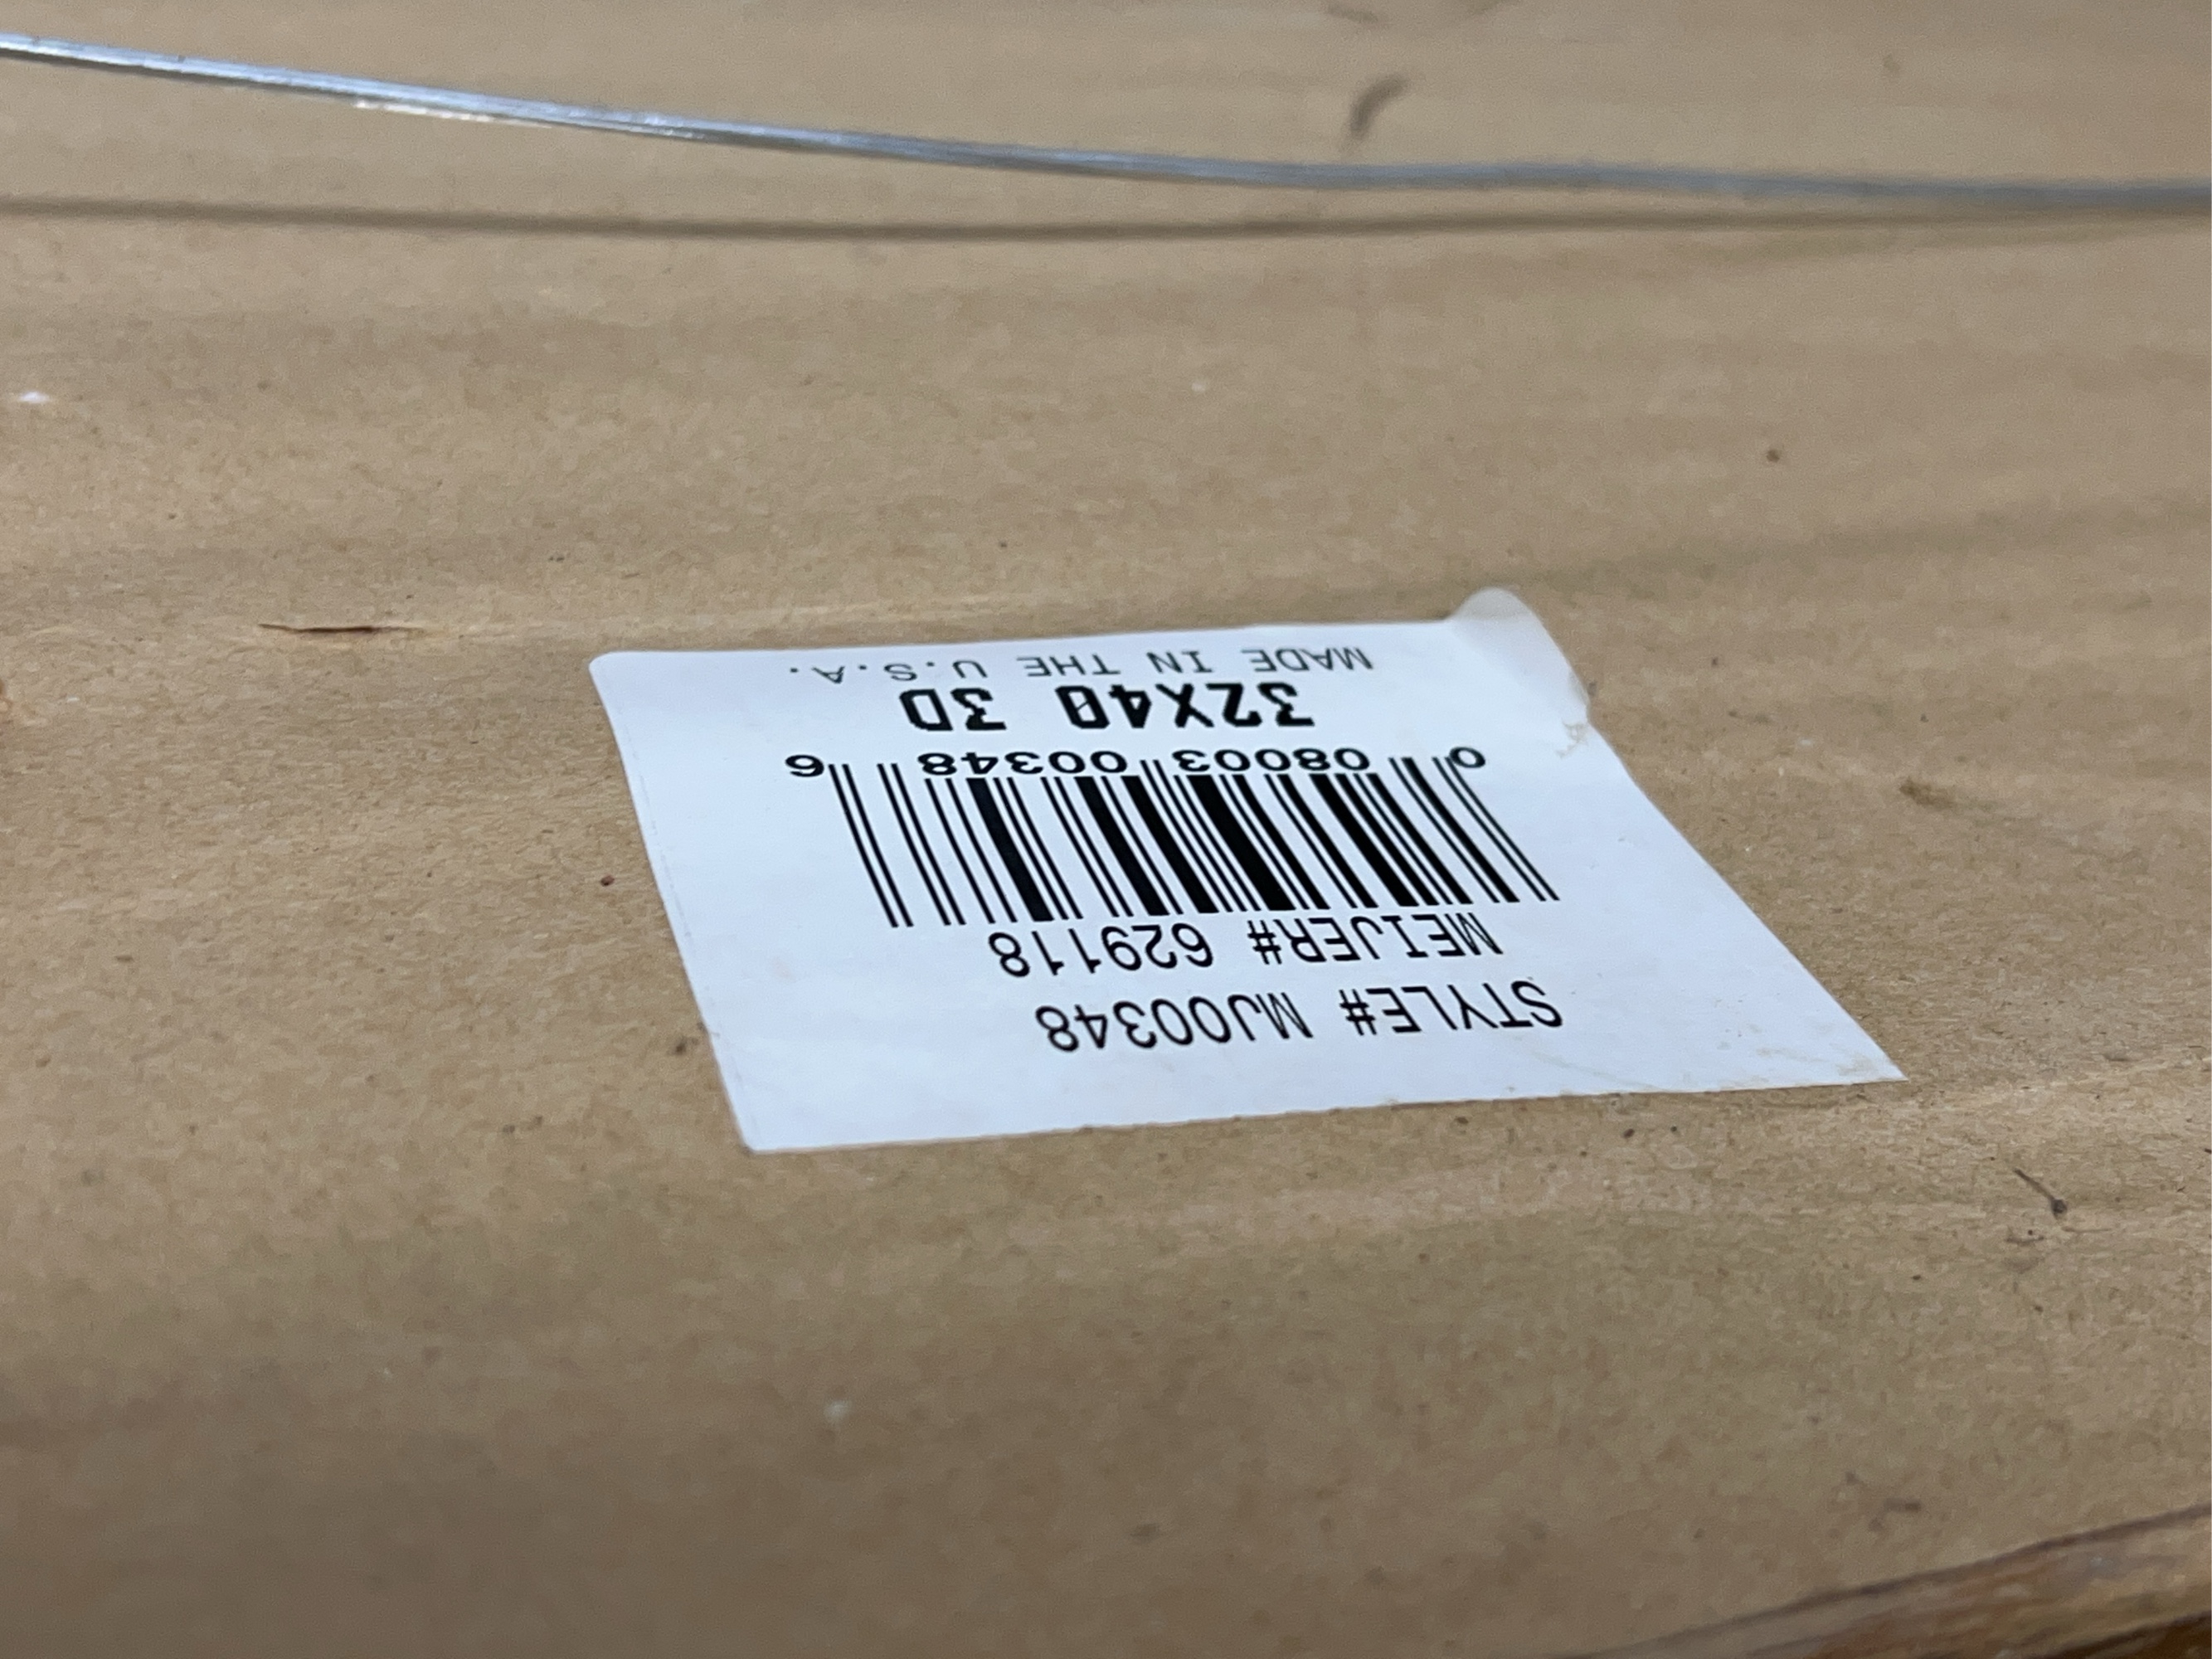 STYLE# MJ00348
MEIJER# 629118
0 08003 00348 6
32X40 3D
MADE IN THE U.S.A.